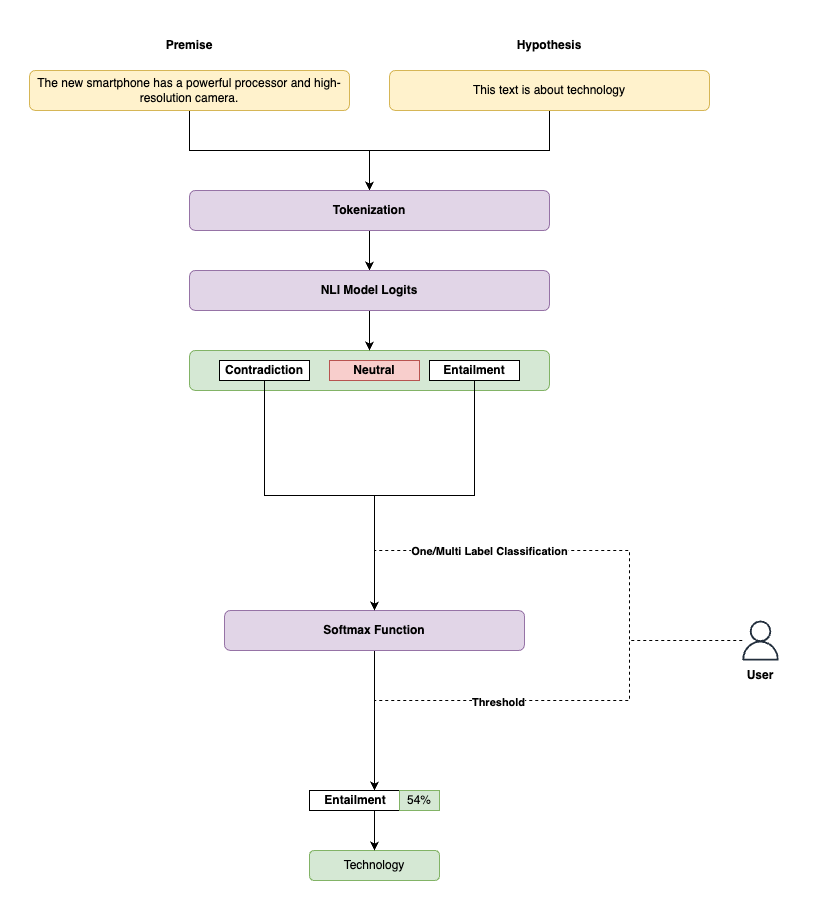 Premise
Hypothesis
The new smartphone has a powerful processor and high-
resolution camera.
This text is about technology
Tokenization
NLI Model Logits
Contradiction
Neutral
Entailment
One/Multi Label Classification
Softmax Function
User
Threshold
Entailment
54%
Technology